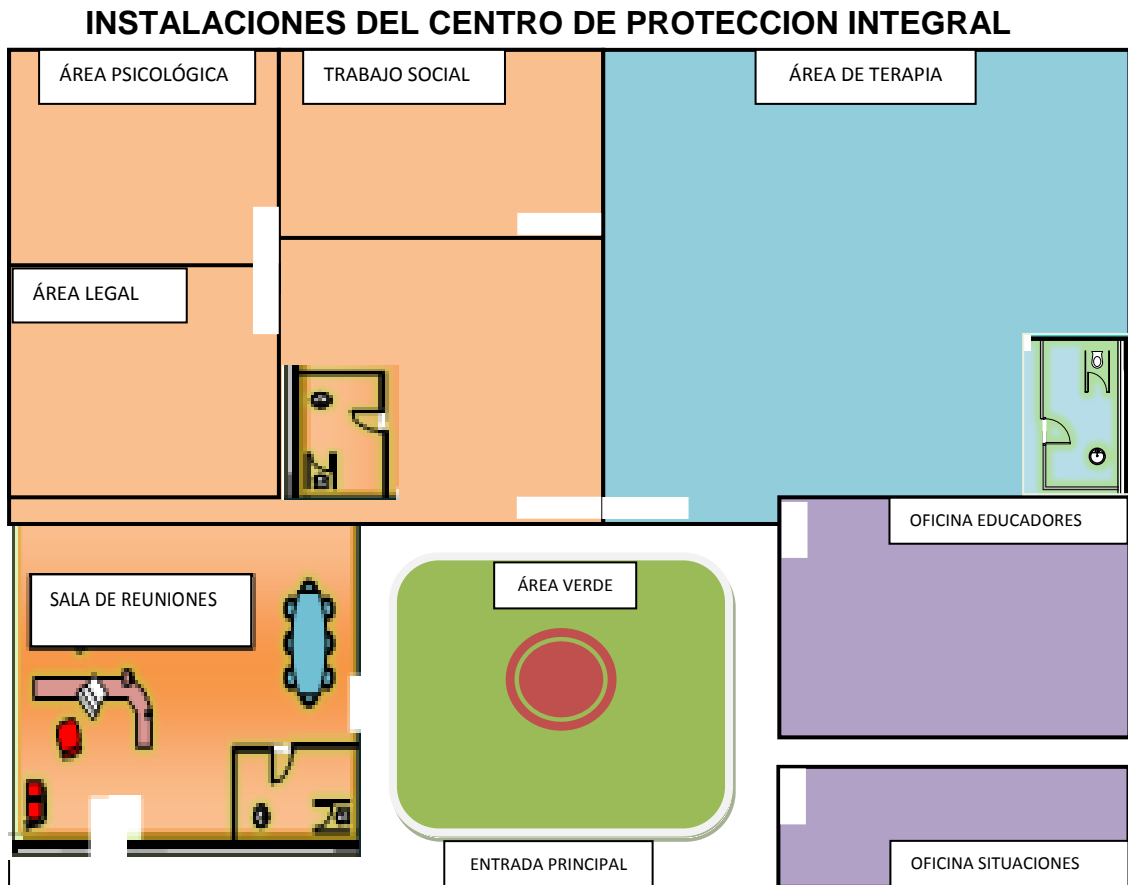 INSTALACIONES DEL CENTRO DE PROTECCION INTEGRAL
ÁREA PSICOLÓGICA
TRABAJO SOCIAL
ÁREA DE TERAPIA
ÁREA LEGAL
OFICINA EDUCADORES
ÁREA VERDE
SALA DE REUNIONES
ENTRADA PRINCIPAL
OFICINA SITUACIONES